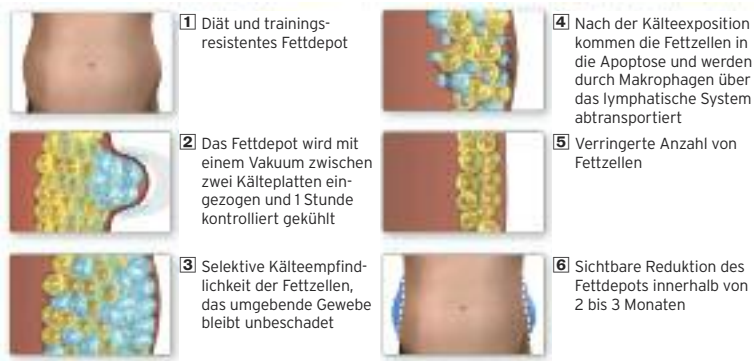 1 Diät und trainings-
resistentes Fettdepot
2 Das Fettdepot wird mit
einem Vakuum zwischen
zwei Kälteplatten ein-
gezogen und 1 Stunde
kontrolliert gekühlt
3 Selektive Kälteempfind-
lichkeit der Fettzellen,
das umgebende Gewebe
bleibt unbeschadet
4 Nach der Kälteexposition
kommen die Fettzellen in
die Apoptose und werden
durch Makrophagen über
das lymphatische System
abtransportiert
5 Verringerte Anzahl von
Fettzellen
6 Sichtbare Reduktion des
Fettdepots innerhalb von
2 bis 3 Monaten